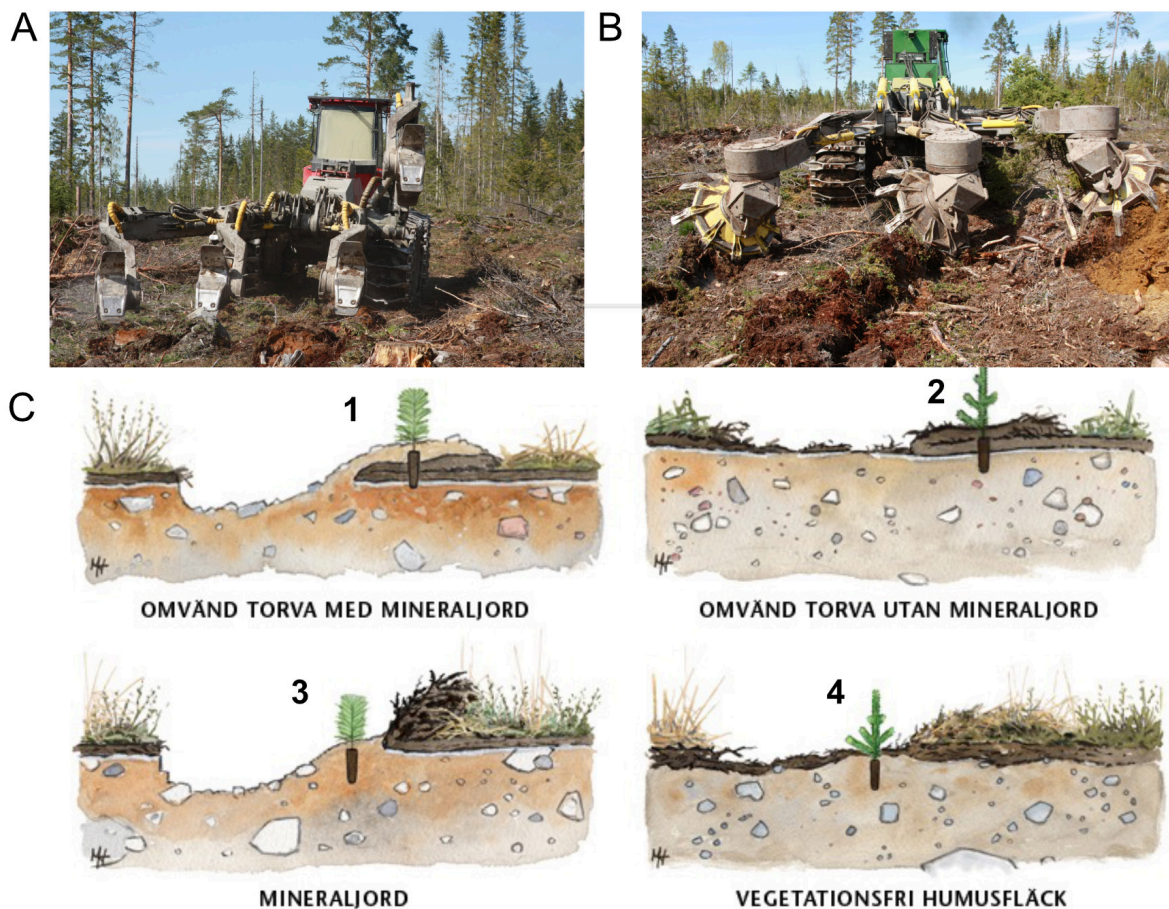 A
B
C
1
2
OMVÄND TORVA MED MINERALJORD
OMVÄND TORVA UTAN MINERALJORD
3
4
MINERALJORD
VEGETATIONSFRI HUMUSFLÄCK